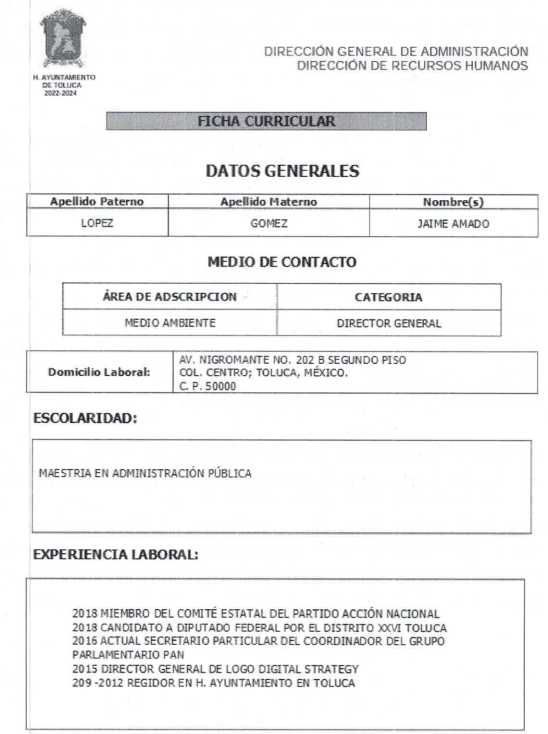 H. AYUNTAMIENTO
DE TOLUCA
2022-2024
DIRECCIÓN GENERAL DE ADMINISTRACIÓN
DIRECCIÓN DE RECURSOS HUMANOS
FICHA CURRICULAR
DATOS GENERALES
Apellido Paterno Apellido Materno Nombre(s)
LOPEZ GOMEZ JAIME AMADO
MEDIO DE CONTACTO
ÁREA DE ADSCRIPCION CATEGORIA
MEDIO AMBIENTE DIRECTOR GENERAL
Domicilio Laboral:
AV. NIGROMANTE NO. 202 B SEGUNDO PISO
COL. CENTRO; TOLUCA, MÉXICO.
C. P. 50000
ESCOLARIDAD:
MAESTRIA EN ADMINISTRACIÓN PÚBLICA
EXPERIENCIA LABORAL:
2018 MIEMBRO DEL COMITÉ ESTATAL DEL PARTIDO ACCIÓN NACIONAL
2018 CANDIDATO A DIPUTADO FEDERAL POR EL DISTRITO XXVI TOLUCA
2016 ACTUAL SECRETARIO PARTICULAR DEL COORDINADOR DEL GRUPO
PARLAMENTARIO PAN
2015 DIRECTOR GENERAL DE LOGO DIGITAL STRATEGY
209 -2012 REGIDOR EN H. AYUNTAMIENTO EN TOLUCA